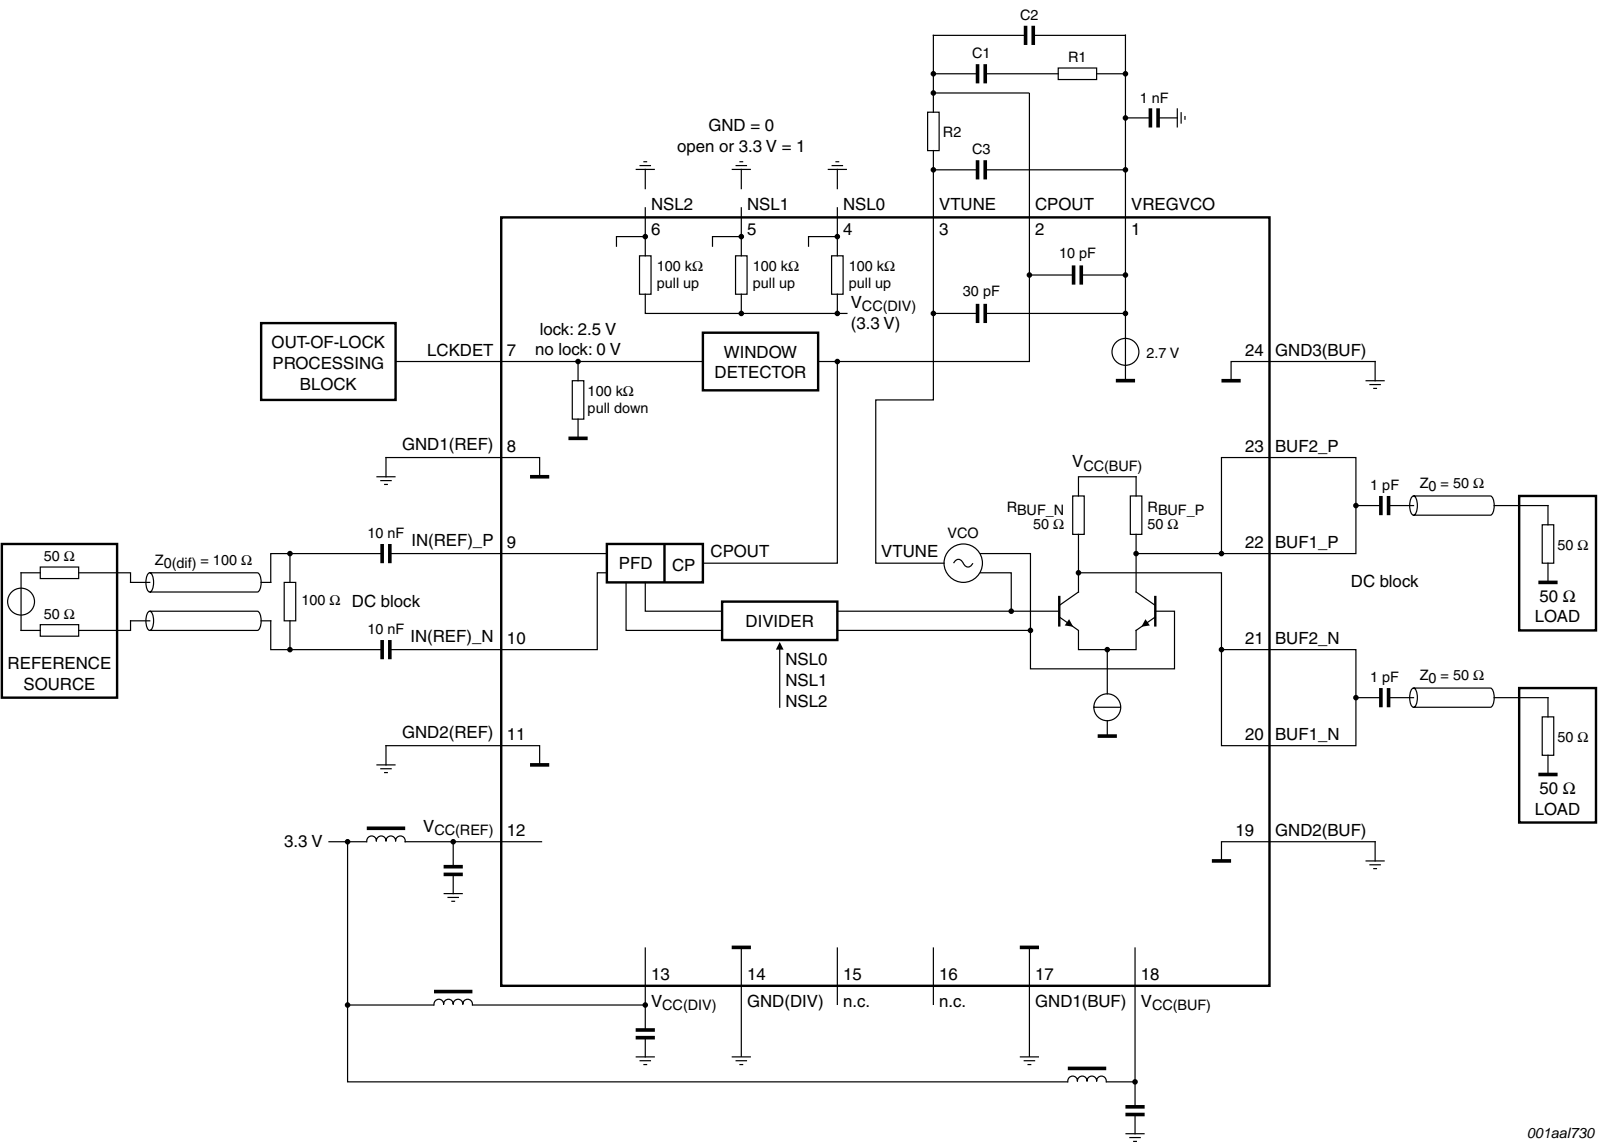 C2
C1
R1
1 nF
R2
C3
GND = 0
open or 3.3 V = 1
NSL2
NSL1
NSL0
VTUNE
CPOUT
VREGVCO
6
5
4
3
2
1
100 kΩ
pull up
100 kΩ
pull up
100 kΩ
pull up
VCC(DIV)
(3.3 V)
10 pF
30 pF
2.7 V
OUT-OF-LOCK
PROCESSING
BLOCK
LCKDET
7
lock: 2.5 V
no lock: 0 V
WINDOW
DETECTOR
100 kΩ
pull down
24
GND3(BUF)
GND1(REF)
8
23
BUF2_P
VCC(BUF)
RBUF_N
50 Ω
RBUF_P
50 Ω
1 pF
Z0 = 50 Ω
50 Ω
50 Ω
LOAD
22
BUF1_P
DC block
VCO
VTUNE
10 nF
IN(REF)_P
9
PFD
CP
CPOUT
50 Ω
Z0(dif) = 100 Ω
100 Ω
DC block
50 Ω
10 nF
IN(REF)_N
10
REFERENCE
SOURCE
DIVIDER
NSL0
NSL1
NSL2
21
BUF2_N
1 pF
Z0 = 50 Ω
50 Ω
50 Ω
LOAD
20
BUF1_N
GND2(REF)
11
3.3 V
VCC(REF)
12
19
GND2(BUF)
13
14
15
16
17
18
VCC(DIV)
GND(DIV)
n.c.
n.c.
GND1(BUF)
VCC(BUF)
001aal730